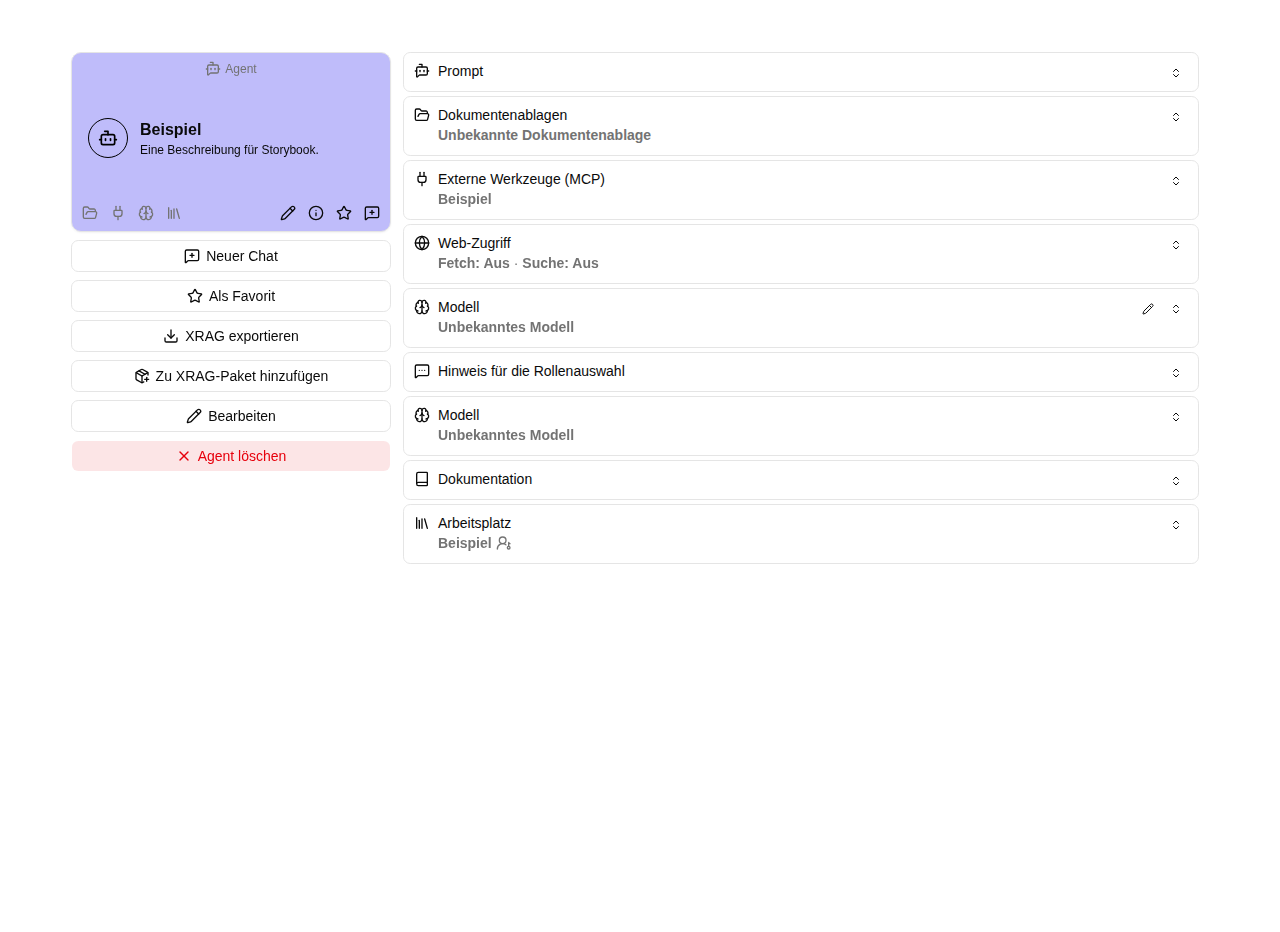 Agent
Beispiel
Eine Beschreibung für Storybook.
Neuer Chat
Als Favorit
XRAG exportieren
Zu XRAG-Paket hinzufügen
Bearbeiten
Agent löschen
Prompt
Dokumentenablagen
Unbekannte Dokumentenablage
Externe Werkzeuge (MCP)
Beispiel
Web-Zugriff
Fetch: Aus · Suche: Aus
Modell
Unbekanntes Modell
Hinweis für die Rollenauswahl
Modell
Unbekanntes Modell
Dokumentation
Arbeitsplatz
Beispiel